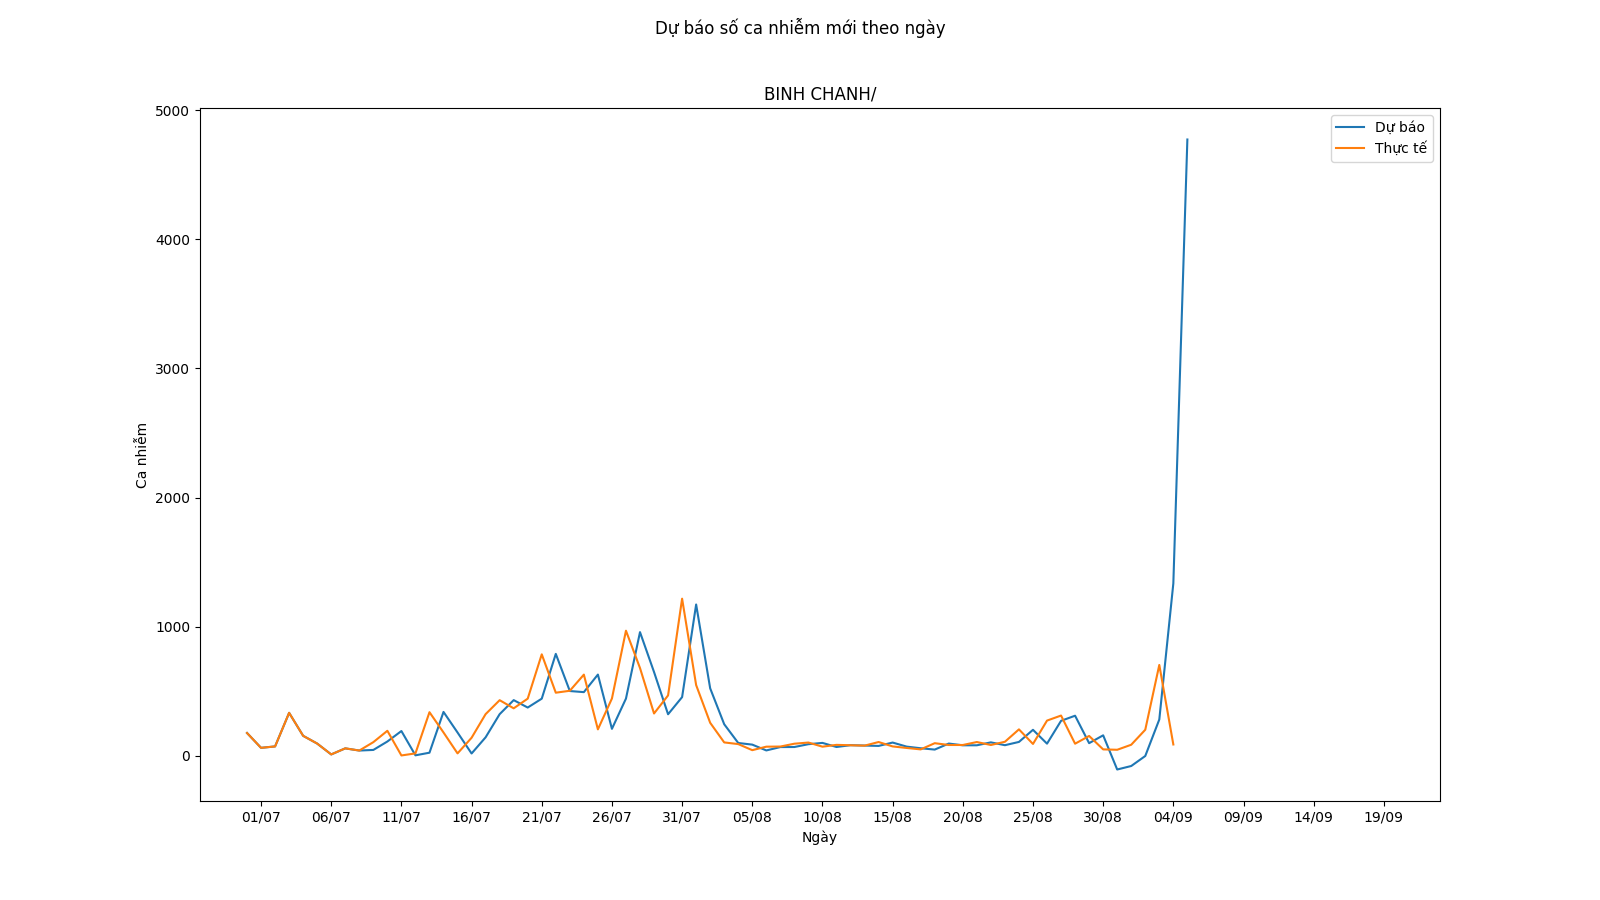 Dự báo số ca nhiễm mới theo ngày
BINH CHANH/
Dự báo
Thực tế
5000
4000
3000
2000
1000
0
Ca nhiễm
01/07 06/07 11/07 16/07 21/07 26/07 31/07 05/08 10/08 15/08 20/08 25/08 30/08 04/09 09/09 14/09 19/09
Ngày